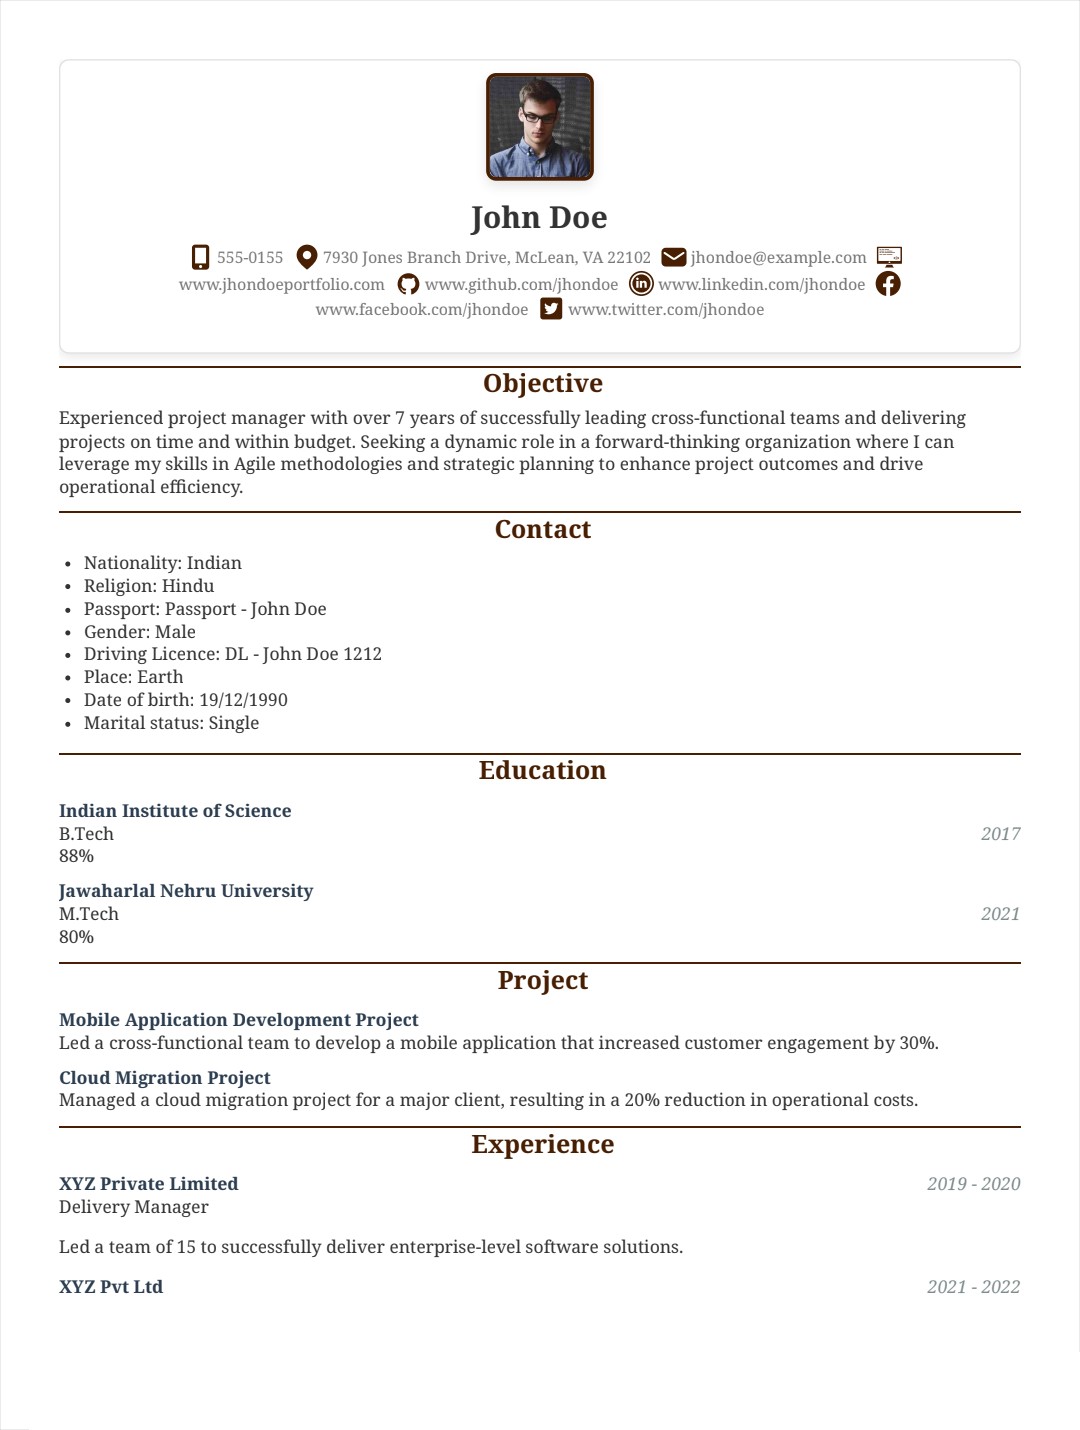 John Doe
555-0155 7930 Jones Branch Drive, McLean, VA 22102 jhondoe@example.com
www.jhondoeportfolio.com www.github.com/jhondoe www.linkedin.com/jhondoe
www.facebook.com/jhondoe www.twitter.com/jhondoe
Objective
Experienced project manager with over 7 years of successfully leading cross-functional teams and delivering
projects on time and within budget. Seeking a dynamic role in a forward-thinking organization where I can
leverage my skills in Agile methodologies and strategic planning to enhance project outcomes and drive
operational efficiency.
Contact
• Nationality: Indian
• Religion: Hindu
• Passport: Passport - John Doe
• Gender: Male
• Driving Licence: DL - John Doe 1212
• Place: Earth
• Date of birth: 19/12/1990
• Marital status: Single
Education
Indian Institute of Science
B.Tech 2017
88%
Jawaharlal Nehru University
M.Tech 2021
80%
Project
Mobile Application Development Project
Led a cross-functional team to develop a mobile application that increased customer engagement by 30%.
Cloud Migration Project
Managed a cloud migration project for a major client, resulting in a 20% reduction in operational costs.
Experience
XYZ Private Limited 2019 - 2020
Delivery Manager
Led a team of 15 to successfully deliver enterprise-level software solutions.
XYZ Pvt Ltd 2021 - 2022